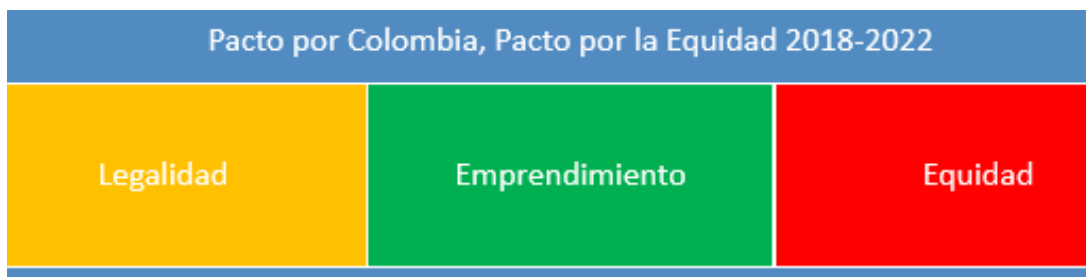 Pacto por Colombia, Pacto por la Equidad 2018-2022
Legalidad
Emprendimiento
Equidad